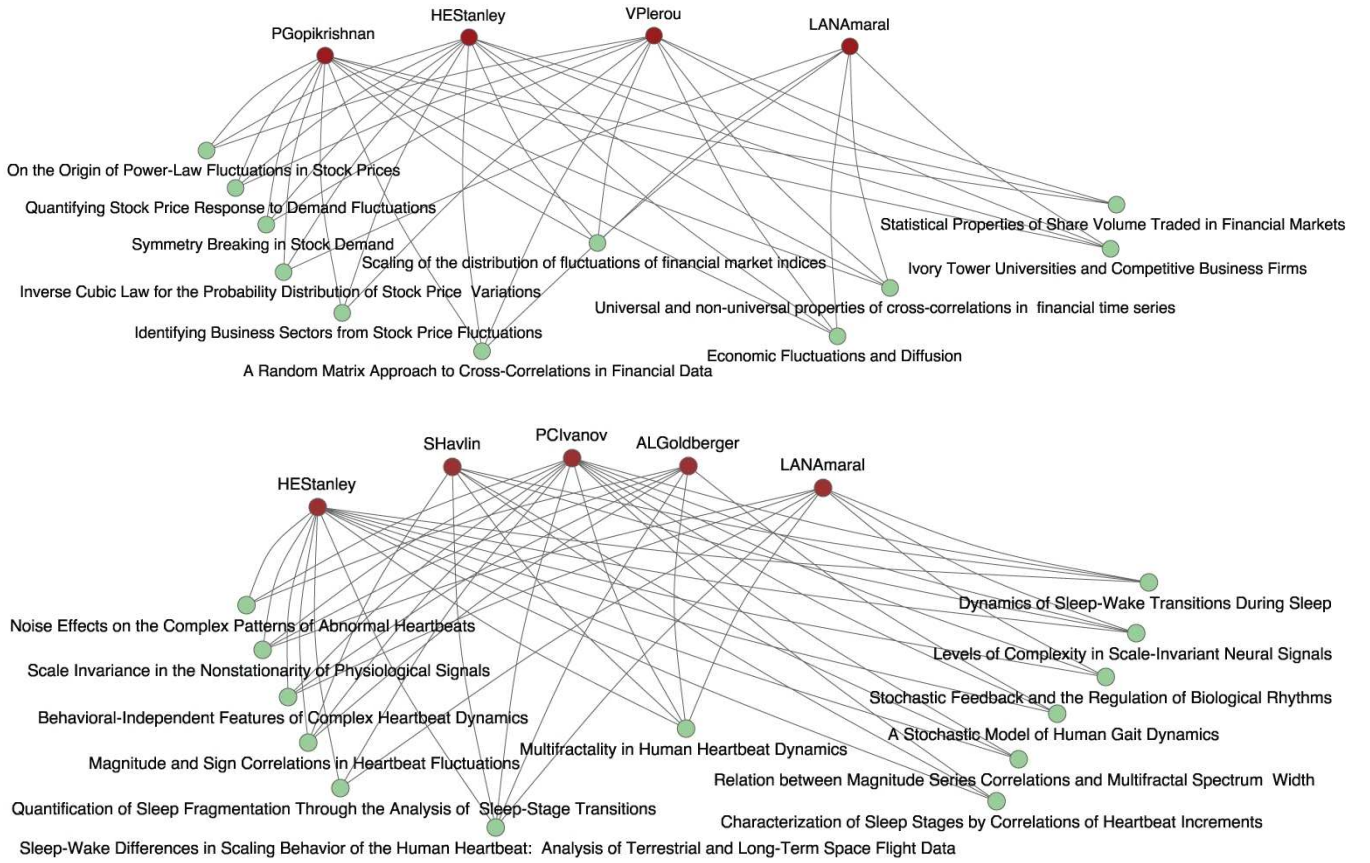 HEStanley
VPlerou
LANAmaral
PGopikrishnan
On the Origin of Power-Law Fluctuations in Stock Prices
Quantifying Stock Price Response to Demand Fluctuations
Statistical Properties of Share Volume Traded in Financial Markets
Symmetry Breaking in Stock Demand
Scaling of the distribution of fluctuations of financial market indices
Ivory Tower Universities and Competitive Business Firms
Inverse Cubic Law for the Probability Distribution of Stock Price Variations
Universal and non-universal properties of cross-correlations in financial time series
Identifying Business Sectors from Stock Price Fluctuations
Economic Fluctuations and Diffusion
A Random Matrix Approach to Cross-Correlations in Financial Data
SHavlin
PCIvanov
ALGoldberger
LANAmaral
HEStanley
Dynamics of Sleep-Wake Transitions During Sleep
Noise Effects on the Complex Patterns of Abnormal Heartbeats
Levels of Complexity in Scale-Invariant Neural Signals
Scale Invariance in the Nonstationarity of Physiological Signals
Stochastic Feedback and the Regulation of Biological Rhythms
Behavioral-Independent Features of Complex Heartbeat Dynamics
A Stochastic Model of Human Gait Dynamics
Multifractality in Human Heartbeat Dynamics
Magnitude and Sign Correlations in Heartbeat Fluctuations
Relation between Magnitude Series Correlations and Multifractal Spectrum Width
Quantification of Sleep Fragmentation Through the Analysis of Sleep-Stage Transitions
Characterization of Sleep Stages by Correlations of Heartbeat Increments
Sleep-Wake Differences in Scaling Behavior of the Human Heartbeat: Analysis of Terrestrial and Long-Term Space Flight Data